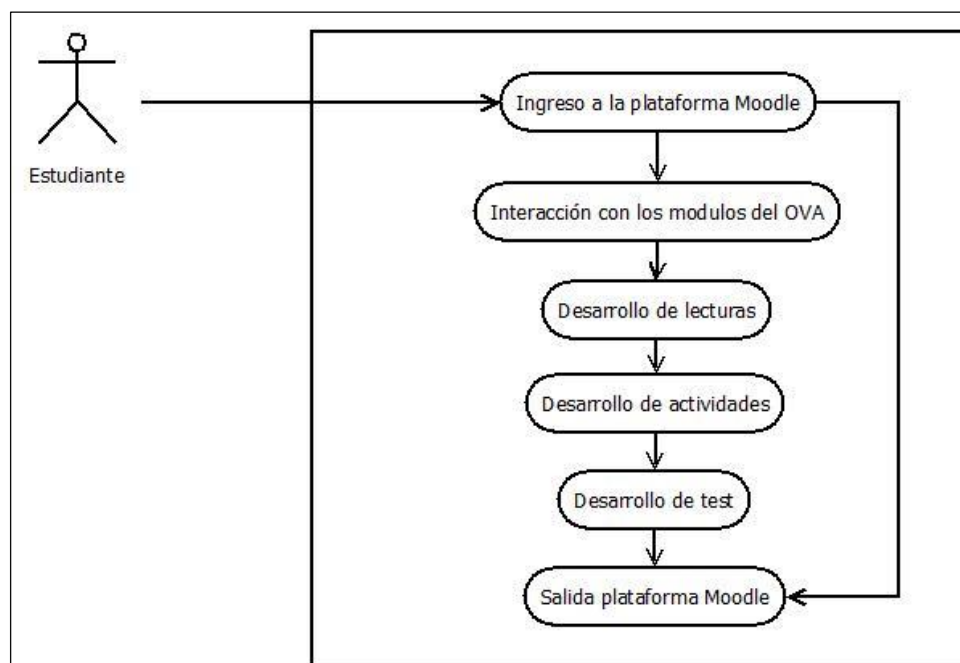 Estudiante
Ingreso a la plataforma Moodle
Interacción con los modulos del OVA
Desarrollo de lecturas
Desarrollo de actividades
Desarrollo de test
Salida plataforma Moodle